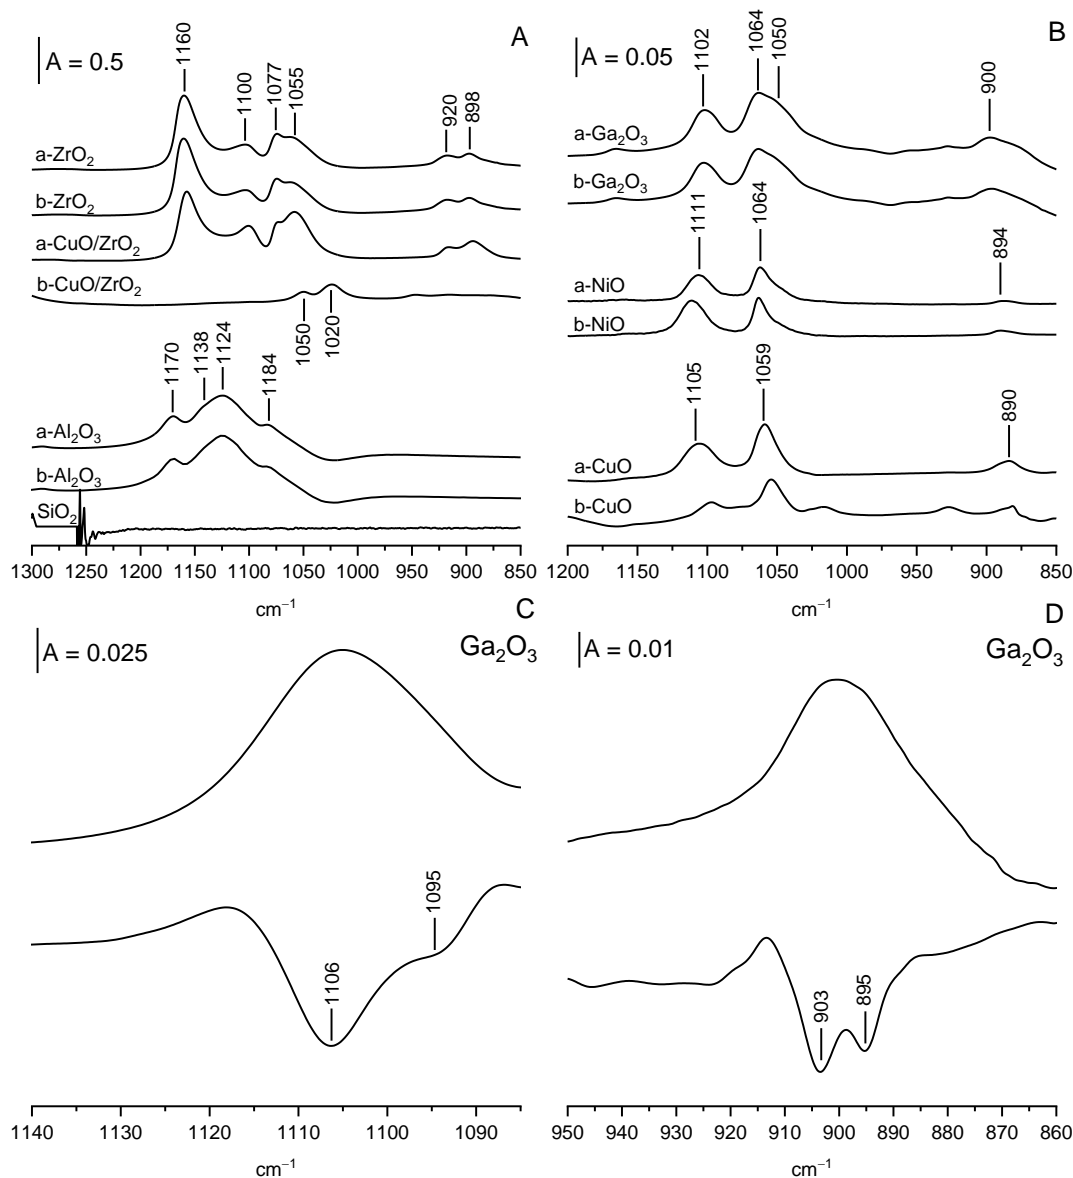 A
A = 0.5
1160
1100
1077
1055
920
898
a-ZrO₂
b-ZrO₂
a-CuO/ZrO₂
b-CuO/ZrO₂
1050
1020
1170
1138
1124
1184
a-Al₂O₃
b-Al₂O₃
SiO₂
1300 1250 1200 1150 1100 1050 1000 950 900 850
cm⁻¹
B
A = 0.05
1102
1064
1050
900
a-Ga₂O₃
b-Ga₂O₃
1111
1064
894
a-NiO
b-NiO
1105
1059
890
a-CuO
b-CuO
1200 1150 1100 1050 1000 950 900 850
cm⁻¹
C
A = 0.025
Ga₂O₃
1095
1106
1140 1130 1120 1110 1100 1090
cm⁻¹
D
A = 0.01
Ga₂O₃
903
895
950 940 930 920 910 900 890 880 870 860
cm⁻¹